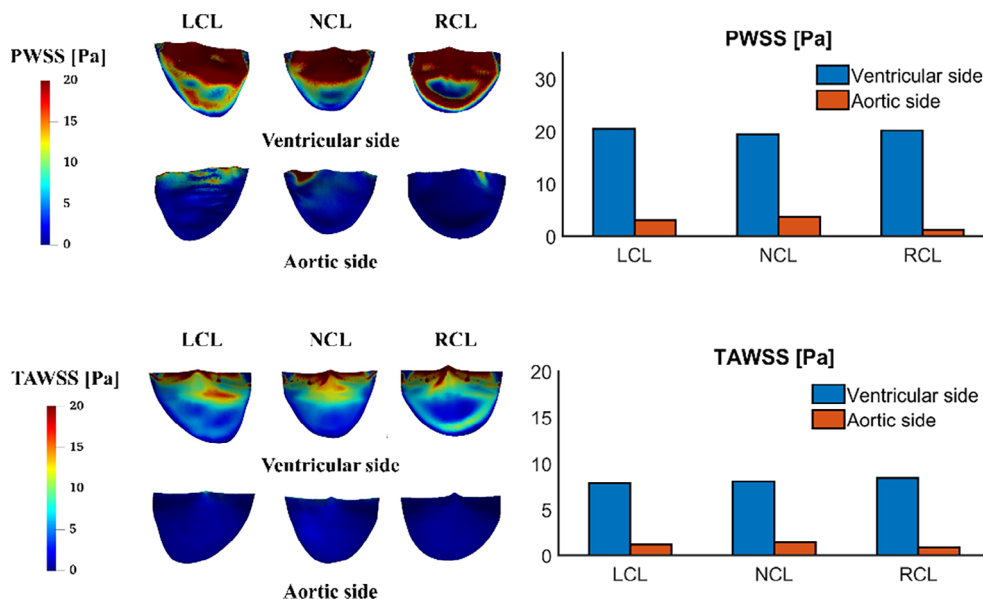 LCL NCL RCL
PWSS [Pa]
20
15
10
5
0
Ventricular side
Aortic side
PWSS [Pa]
Ventricular side
Aortic side
30
20
10
0
LCL NCL RCL
LCL NCL RCL
TAWSS [Pa]
20
15
10
5
0
Ventricular side
Aortic side
TAWSS [Pa]
Ventricular side
Aortic side
20
15
10
5
0
LCL NCL RCL